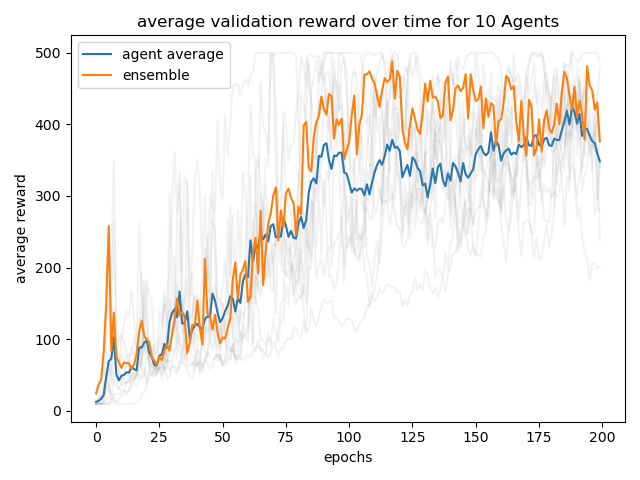 average validation reward over time for 10 Agents
agent average
ensemble
500
400
300
200
100
0
average reward
0 25 50 75 100 125 150 175 200
epochs